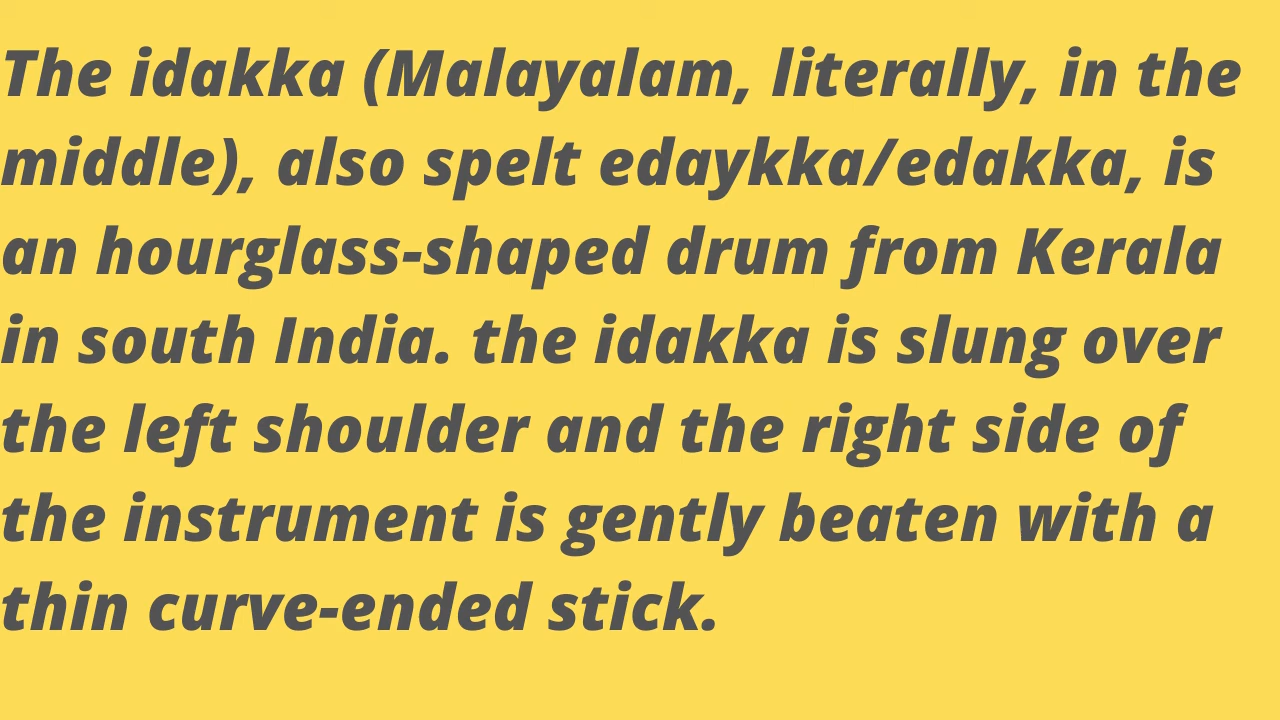 The idakka (Malayalam, literally, in the
middle), also spelt edaykka/edakka, is
an hourglass-shaped drum from Kerala
in south India. the idakka is slung over
the left shoulder and the right side of
the instrument is gently beaten with a
thin curve-ended stick.